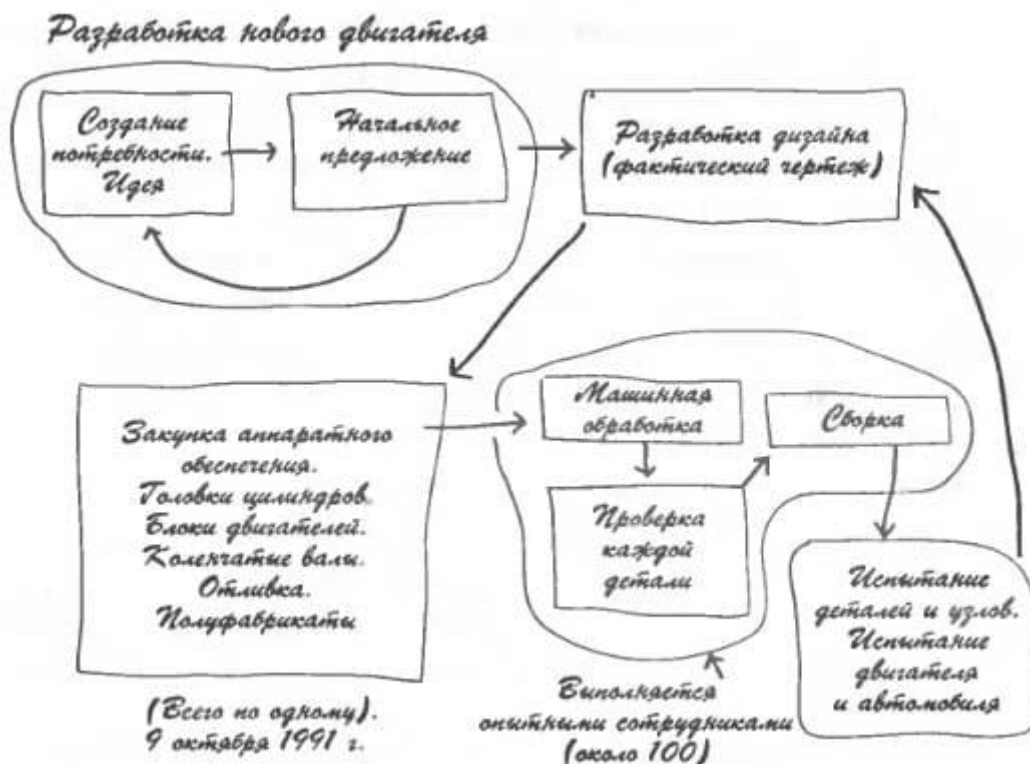 Разработка нового двигателя
Создание
потребности.
Идея
Начальное
предложение
Разработка дизайна
(фактический чертеж)
Закупка аппаратного
обеспечения.
Головки цилиндров.
Блоки двигателей.
Коленчатые валы.
Отливка.
Полуфабрикаты
(Всего по одному).
9 октября 1991 г.
Машинная
обработка
Проверка
каждой
детали
Сборка
Выполняется
опытными сотрудниками
(около 100)
Испытание
деталей и узлов.
Испытание
двигателя
и автомобиля